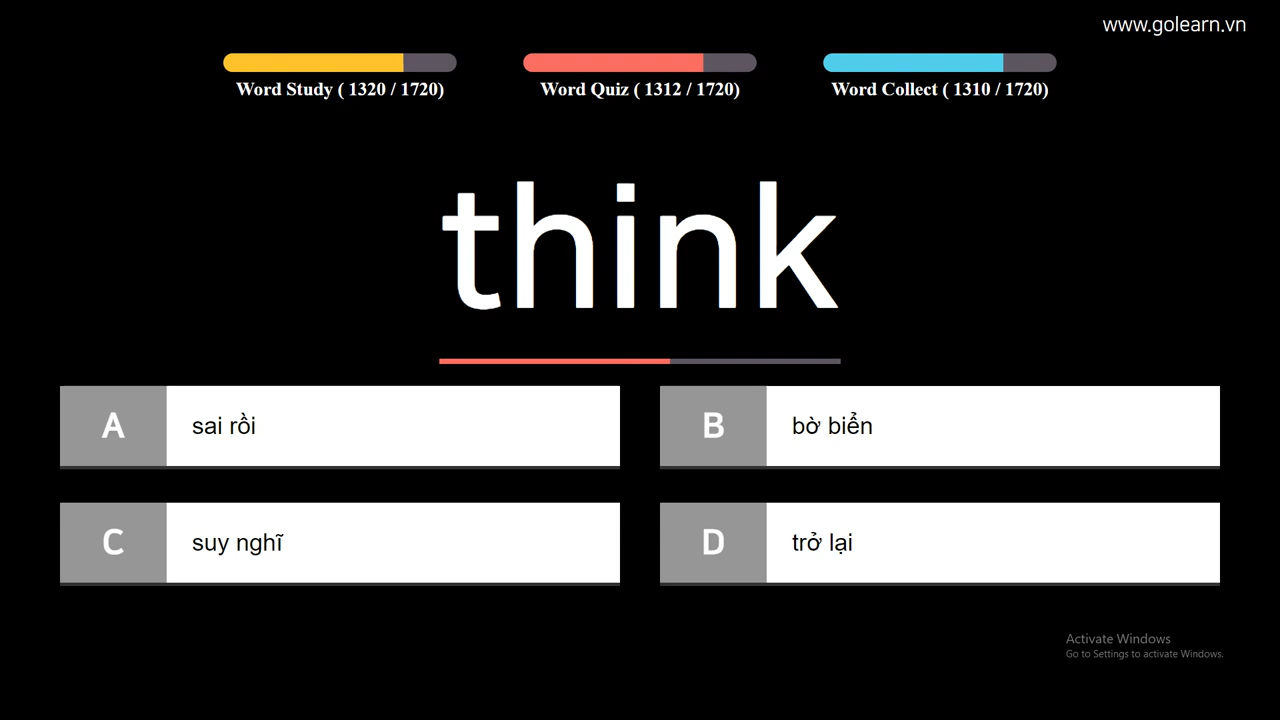 www.golearn.vn
Word Study ( 1320 / 1720)
Word Quiz ( 1312 / 1720)
Word Collect ( 1310 / 1720)
think
A
sai rồi
B
bờ biển
C
suy nghĩ
D
trở lại
Activate Windows
Go to Settings to activate Windows.